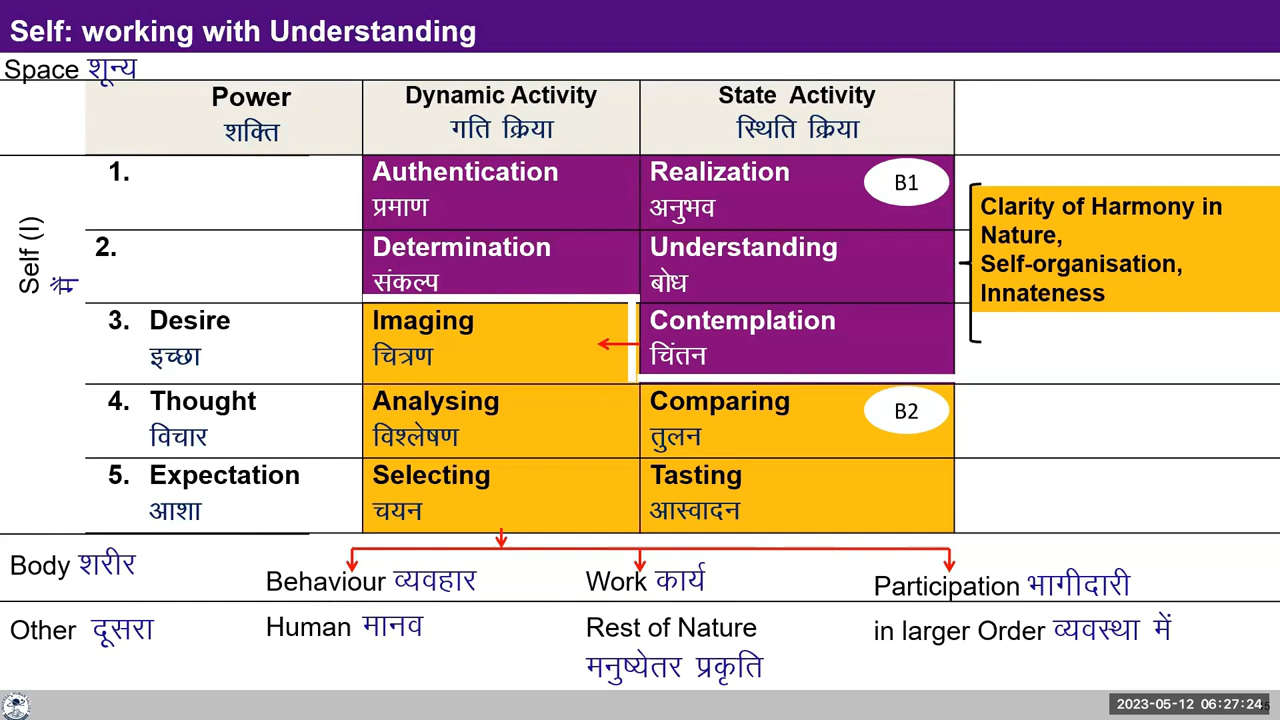 Self: working with Understanding
Space शून्य
Power
शक्ति
Dynamic Activity
गति क्रिया
State Activity
स्थिति क्रिया
Self (I)
मैं
1.
Authentication
प्रमाण
Realization
अनुभव
B1
2.
Determination
संकल्प
Understanding
बोध
Clarity of Harmony in
Nature,
Self-organisation,
Innateness
3. Desire
इच्छा
Imaging
चित्रण
Contemplation
चिंतन
4. Thought
विचार
Analysing
विश्लेषण
Comparing
तुलन
B2
5. Expectation
आशा
Selecting
चयन
Tasting
आस्वादन
Body शरीर
Behaviour व्यवहार
Work कार्य
Participation भागीदारी
Other दूसरा
Human मानव
Rest of Nature
मनुष्येतर प्रकृति
in larger Order व्यवस्था में
2023-05-12 06:27:24